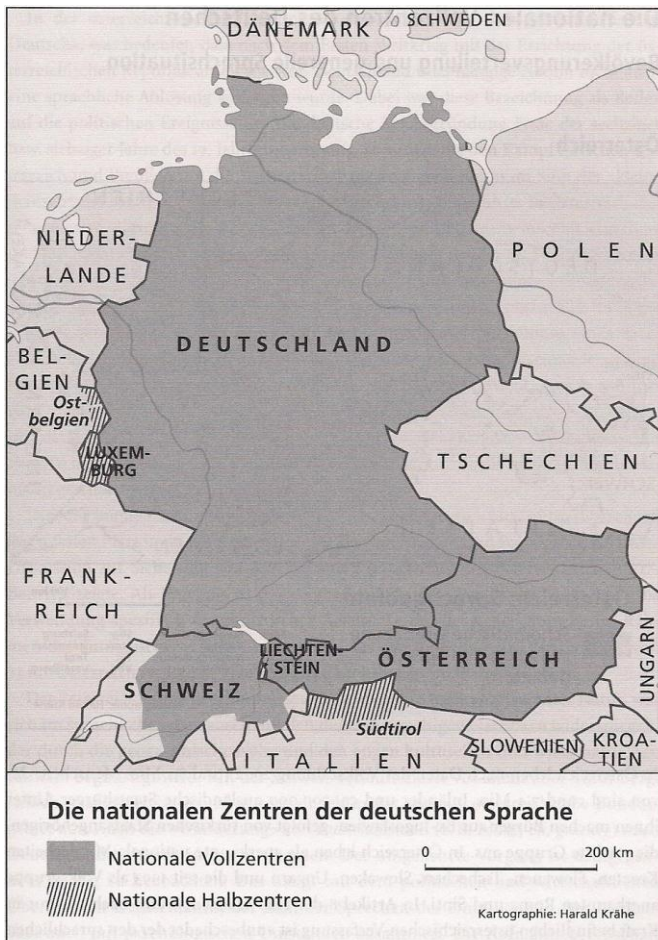 DÄNEMARK
SCHWEDEN
NIEDER-
LANDE
POLEN
DEUTSCHLAND
BEL-
GIEN
Ost-
belgien
LUXEM-
BURG
TSCHECHIEN
FRANK-
REICH
LIECHTEN-
STEIN
ÖSTERREICH
SCHWEIZ
UNGARN
Südtirol
SLOWENIEN
KROA-
TIEN
ITALIEN
Die nationalen Zentren der deutschen Sprache
Nationale Vollzentren
0 200 km
Nationale Halbzentren
Kartographie: Harald Krähe